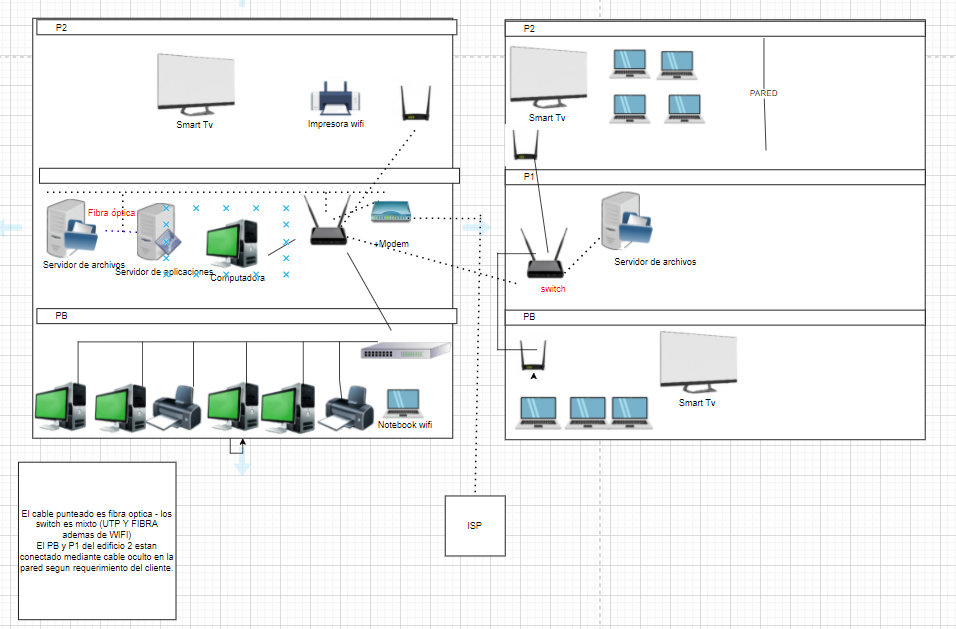 P2
Smart Tv
Impresora wifi
Fibra óptica
Servidor de archivos
Servidor de aplicaciones
Computadora
+Modem
PB
Notebook wifi
P2
Smart Tv
PARED
P1
Servidor de archivos
switch
PB
Smart Tv
ISP
El cable punteado es fibra optica - los
switch es mixto (UTP Y FIBRA
ademas de WIFI)
El PB y P1 del edificio 2 estan
conectado mediante cable oculto en la
pared segun requerimiento del cliente.